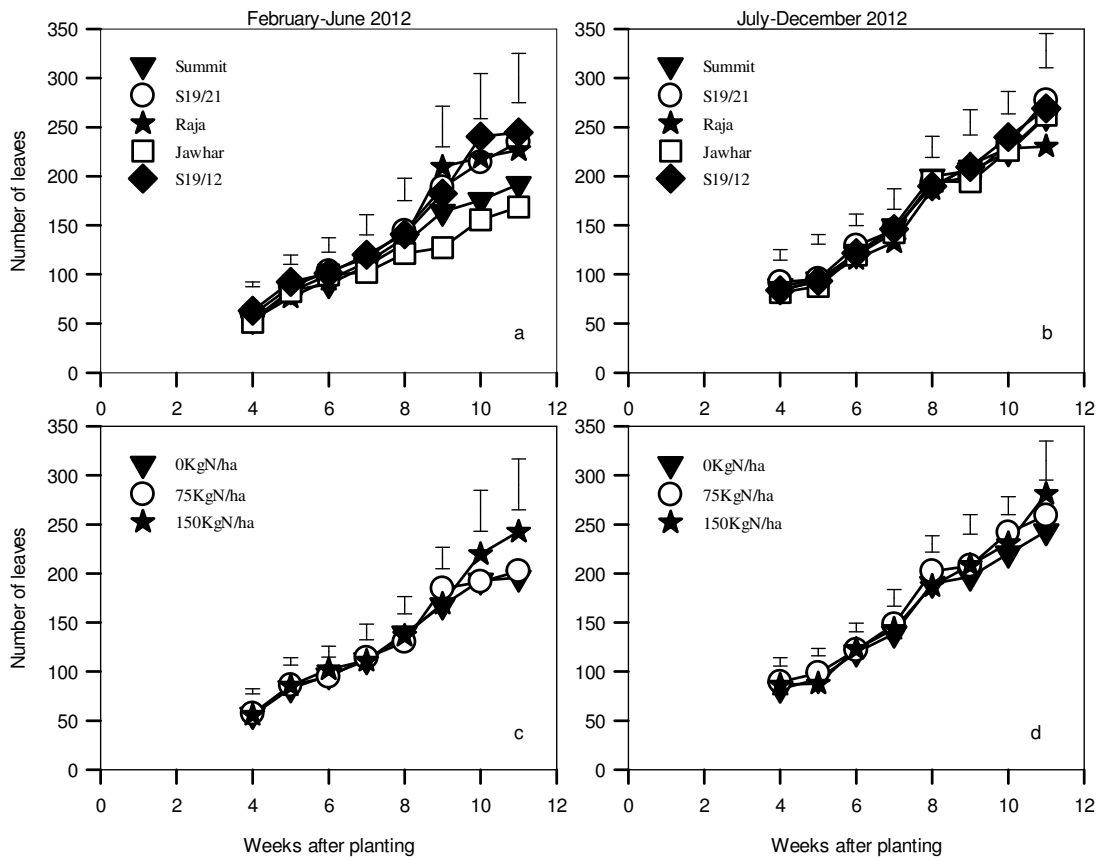 February-June 2012
July-December 2012
Number of leaves
350
300
250
200
150
100
50
0
Summit
S19/21
Raja
Jawhar
S19/12
a
0 2 4 6 8 10 12
350
300
250
200
150
100
50
0
Summit
S19/21
Raja
Jawhar
S19/12
b
0 2 4 6 8 10 12
Number of leaves
350
300
250
200
150
100
50
0
0KgN/ha
75KgN/ha
150KgN/ha
c
0 2 4 6 8 10 12
Weeks after planting
350
300
250
200
150
100
50
0
0KgN/ha
75KgN/ha
150KgN/ha
d
0 2 4 6 8 10 12
Weeks after planting